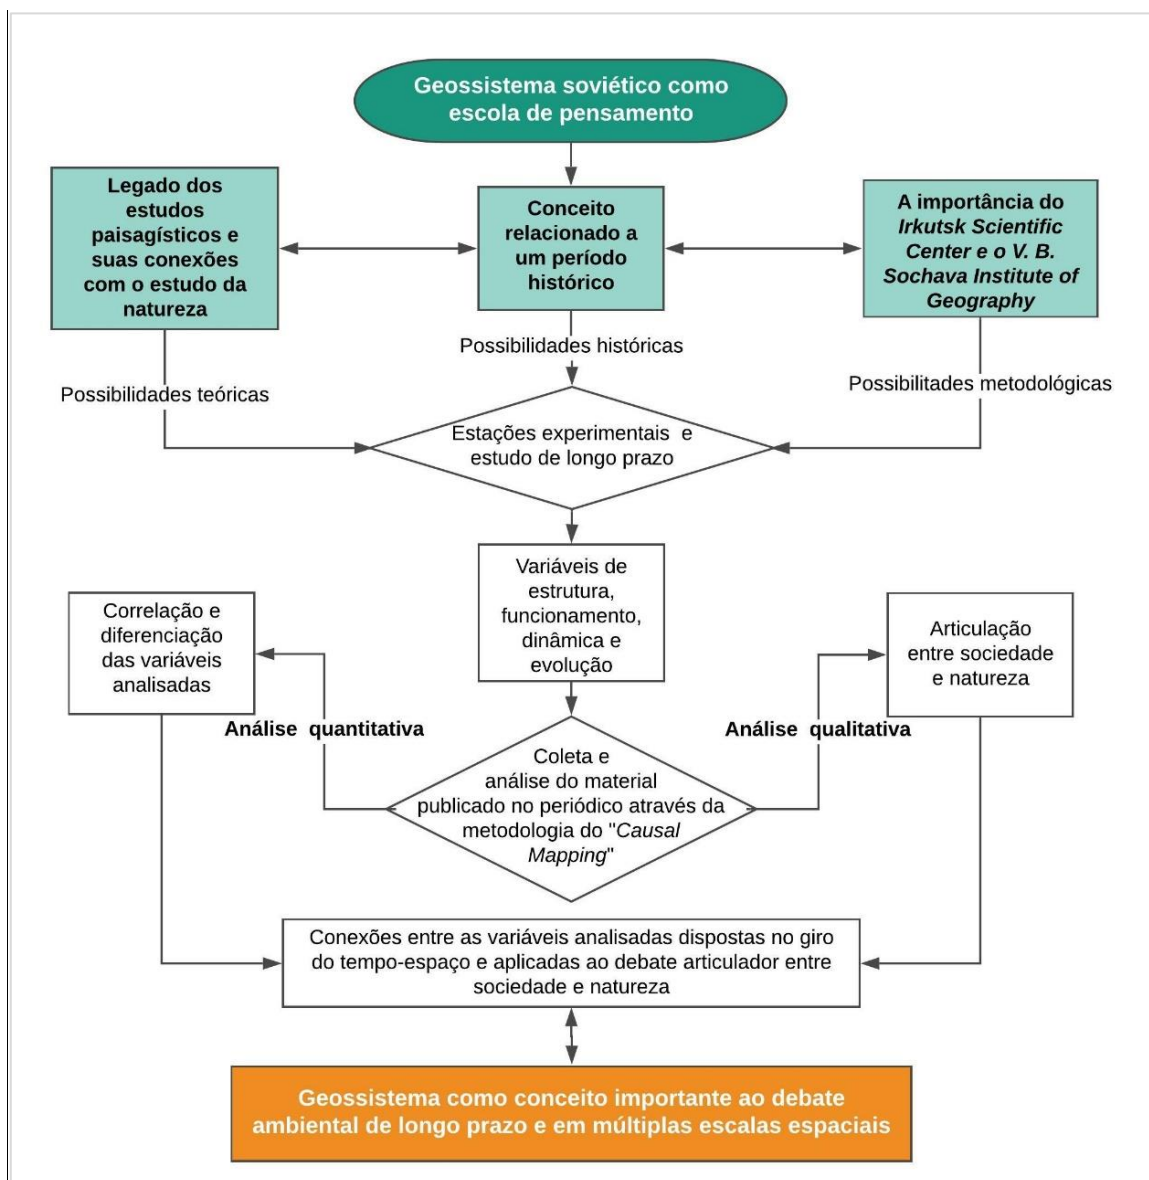 Geossistema soviético como
escola de pensamento
Legado dos
estudos
paisagísticos e
suas conexões
com o estudo da
natureza
Conceito
relacionado a
um período
histórico
A importância do
Irkutsk Scientific
Center e o V. B.
Sochava Institute of
Geography
Possibilidades históricas
Possibilidades teóricas
Possibilitades metodológicas
Estações experimentais e
estudo de longo prazo
Variáveis de
estrutura,
funcionamento,
dinâmica e
evolução
Correlação e
diferenciação
das variáveis
analisadas
Articulação
entre sociedade
e natureza
Análise quantitativa
Análise qualitativa
Coleta e
análise do material
publicado no periódico através da
metodologia do "Causal
Mapping"
Conexões entre as variáveis analisadas dispostas no giro
do tempo-espaço e aplicadas ao debate articulador entre
sociedade e natureza
Geossistema como conceito importante ao debate
ambiental de longo prazo e em múltiplas escalas espaciais